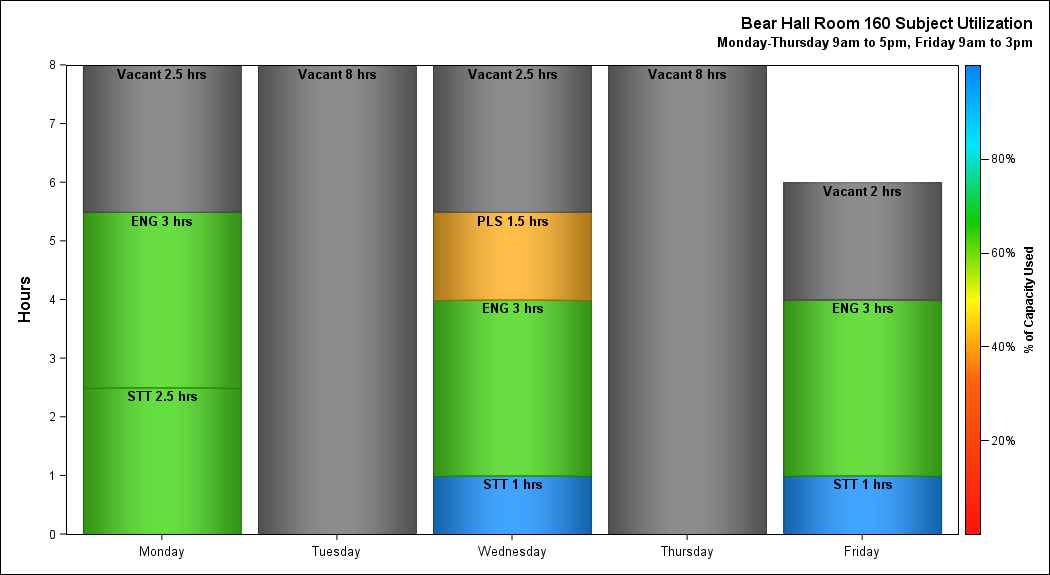 Bear Hall Room 160 Subject Utilization
Monday-Thursday 9am to 5pm, Friday 9am to 3pm
Hours
8
7
6
5
4
3
2
1
0
Vacant 2.5 hrs
ENG 3 hrs
STT 2.5 hrs
Vacant 8 hrs
Vacant 2.5 hrs
PLS 1.5 hrs
ENG 3 hrs
STT 1 hrs
Vacant 8 hrs
Vacant 2 hrs
ENG 3 hrs
STT 1 hrs
Monday Tuesday Wednesday Thursday Friday
80%
60%
40%
20%
% of Capacity Used